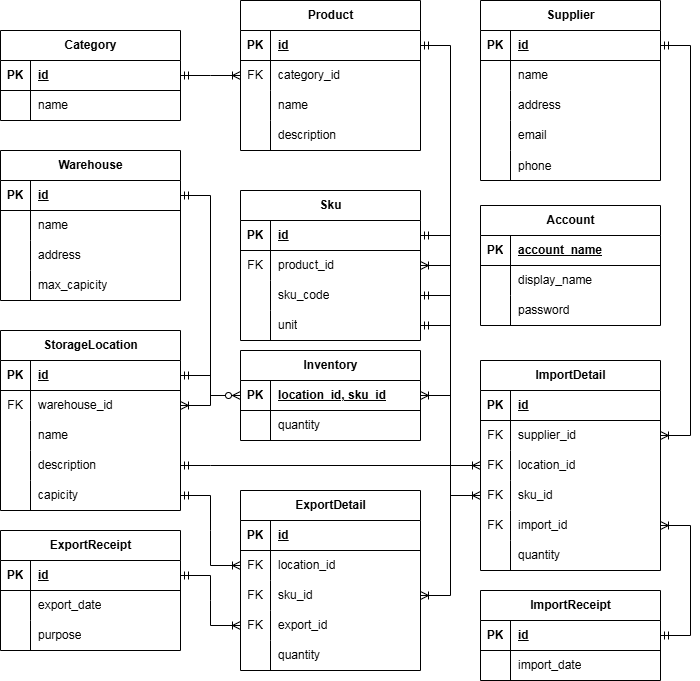 Category
PK id
name
Product
PK id
FK category_id
name
description
Supplier
PK id
name
address
email
phone
Warehouse
PK id
name
address
max_capicity
Sku
PK id
FK product_id
sku_code
unit
Account
PK account_name
display_name
password
StorageLocation
PK id
FK warehouse_id
name
description
capicity
Inventory
PK location_id, sku_id
quantity
ImportDetail
PK id
FK supplier_id
FK location_id
FK sku_id
FK import_id
quantity
ExportReceipt
PK id
export_date
purpose
ExportDetail
PK id
FK location_id
FK sku_id
FK export_id
quantity
ImportReceipt
PK id
import_date